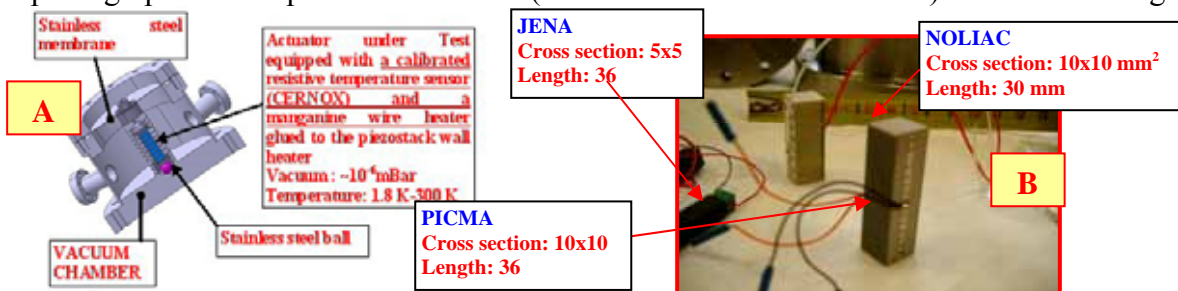 Stainless steel
membrane
A
Actuator under Test
equipped with a calibrated
resistive temperature sensor
(CERNOX) and a
manganine wire heater
glued to the piezostack wall
heater
Vacuum : ~10⁻⁶mBar
Temperature: 1.8 K-300 K
VACUUM
CHAMBER
Stainless steel ball
JENA
Cross section: 5x5
Length: 36
NOLIAC
Cross section: 10x10 mm²
Length: 30 mm
B
PICMA
Cross section: 10x10
Length: 36